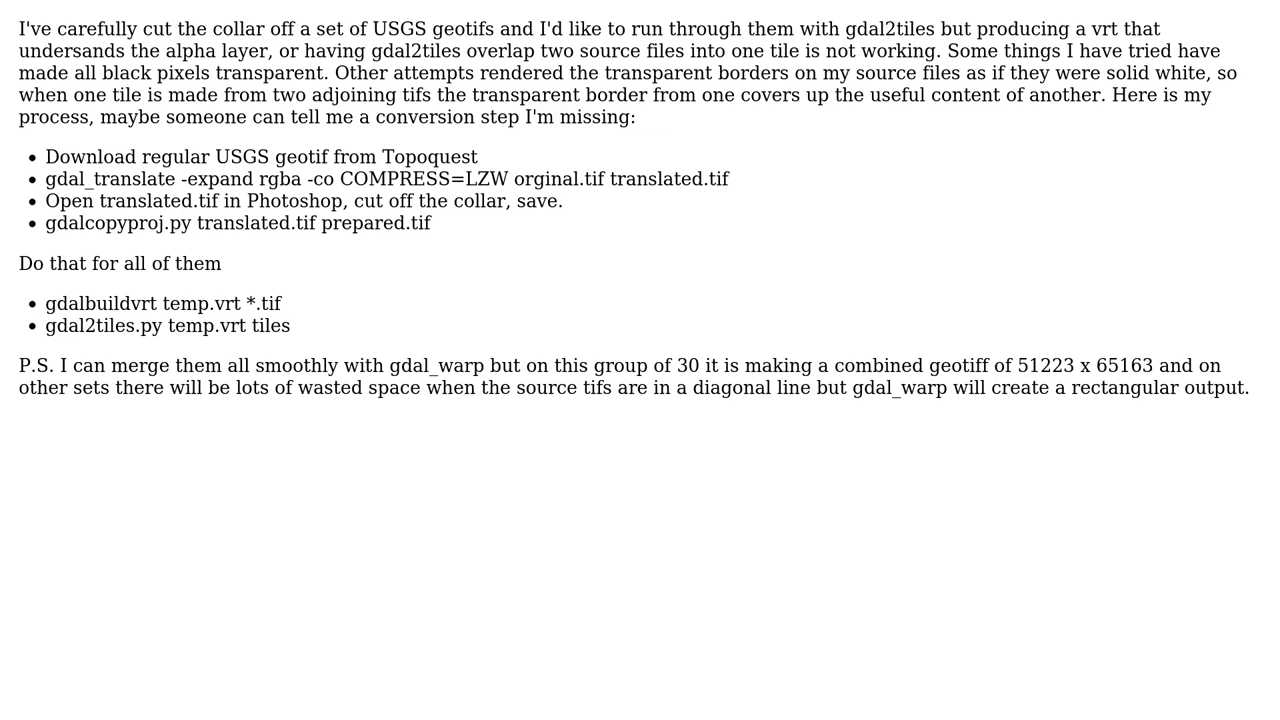 I've carefully cut the collar off a set of USGS geotifs and I'd like to run through them with gdal2tiles but producing a vrt that
undersands the alpha layer, or having gdal2tiles overlap two source files into one tile is not working. Some things I have tried have
made all black pixels transparent. Other attempts rendered the transparent borders on my source files as if they were solid white, so
when one tile is made from two adjoining tifs the transparent border from one covers up the useful content of another. Here is my
process, maybe someone can tell me a conversion step I'm missing:
• Download regular USGS geotif from Topoquest
• gdal_translate -expand rgba -co COMPRESS=LZW orginal.tif translated.tif
• Open translated.tif in Photoshop, cut off the collar, save.
• gdalcopyproj.py translated.tif prepared.tif
Do that for all of them
• gdalbuildvrt temp.vrt *.tif
• gdal2tiles.py temp.vrt tiles
P.S. I can merge them all smoothly with gdal_warp but on this group of 30 it is making a combined geotiff of 51223 x 65163 and on
other sets there will be lots of wasted space when the source tifs are in a diagonal line but gdal_warp will create a rectangular output.